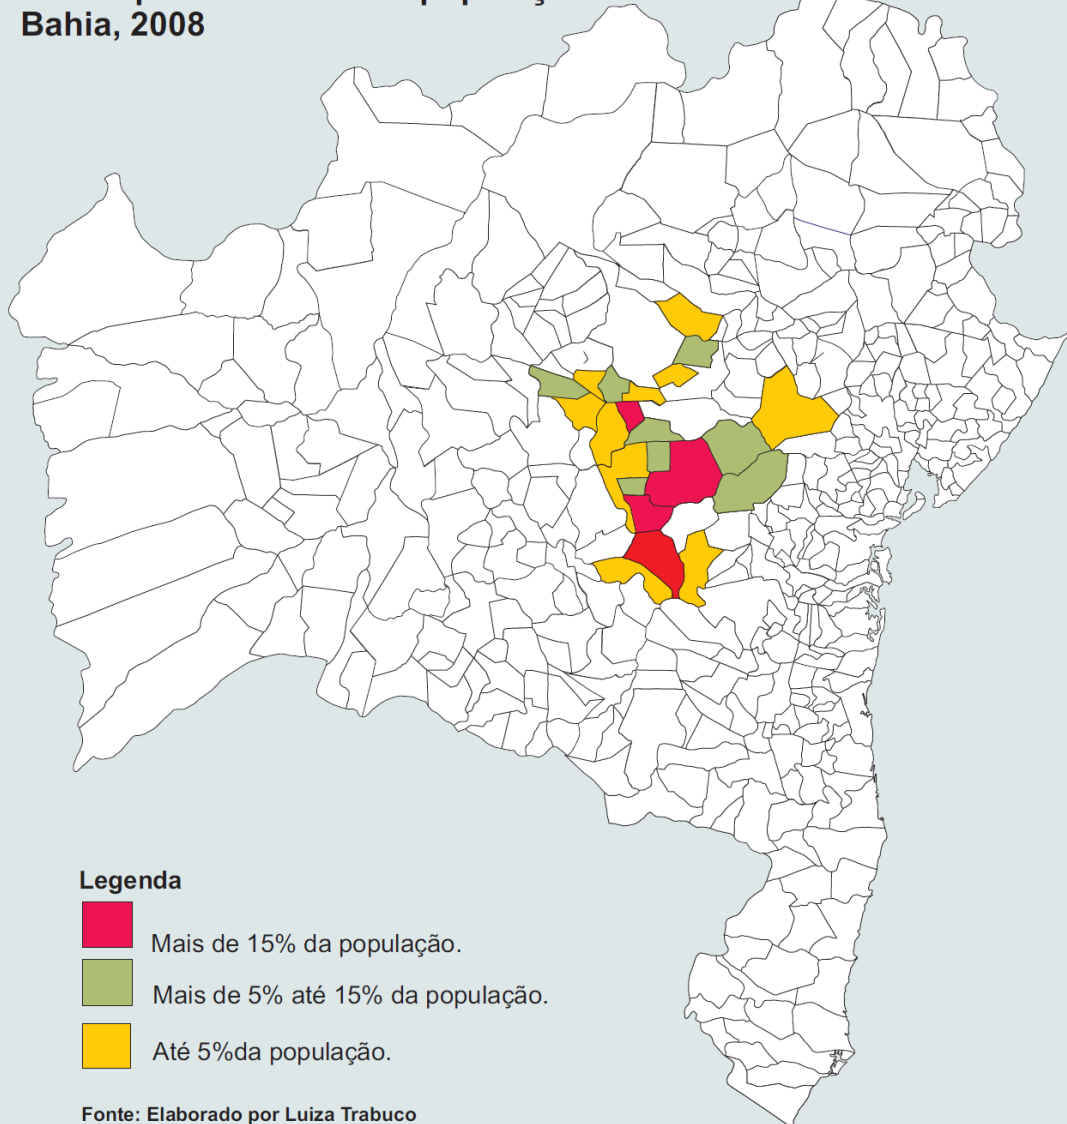 Bahia, 2008
Legenda
Mais de 15% da população.
Mais de 5% até 15% da população.
Até 5%da população.
Fonte: Elaborado por Luiza Trabuco